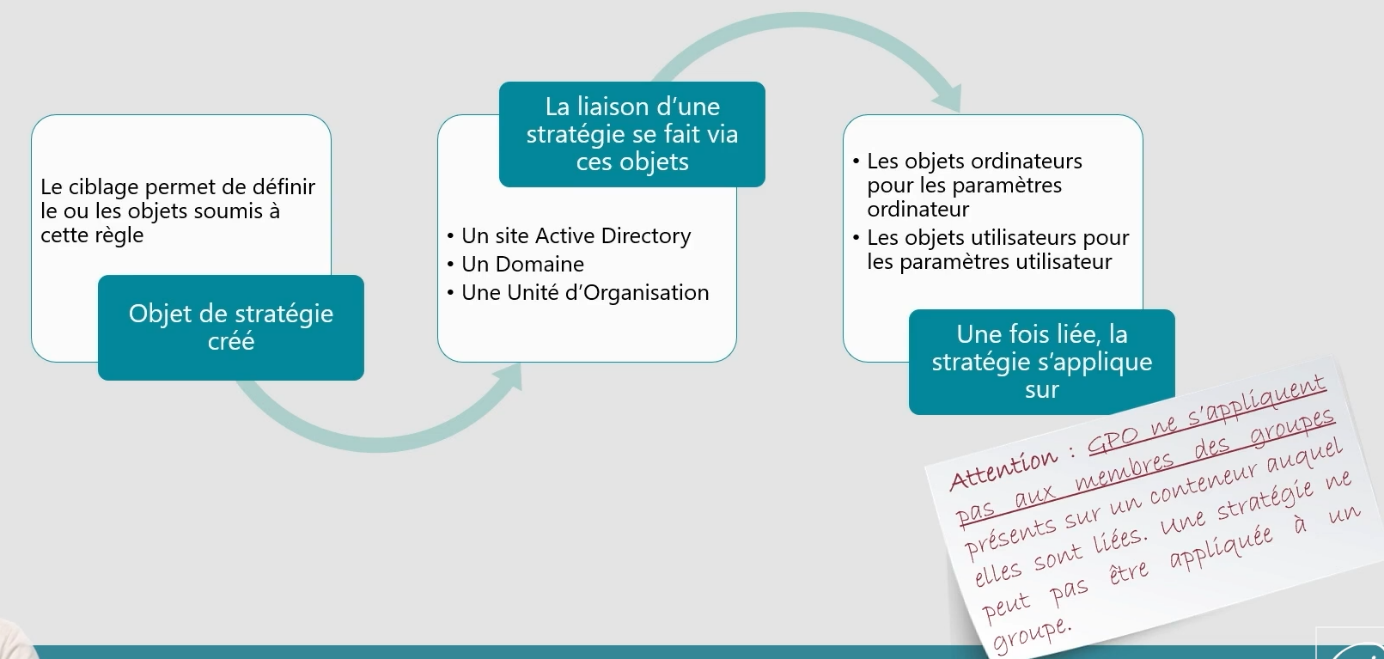 Le ciblage permet de définir
le ou les objets soumis à
cette règle
Objet de stratégie
créé
La liaison d'une
stratégie se fait via
ces objets
• Un site Active Directory
• Un Domaine
• Une Unité d'Organisation
• Les objets ordinateurs
pour les paramètres
ordinateur
• Les objets utilisateurs pour
les paramètres utilisateur
Une fois liée, la
stratégie s'applique
sur
Attention : GPO ne s'appliquent
pas aux membres des groupes
présents sur un conteneur auquel
elles sont liées. Une stratégie ne
peut pas être appliquée à un
groupe.